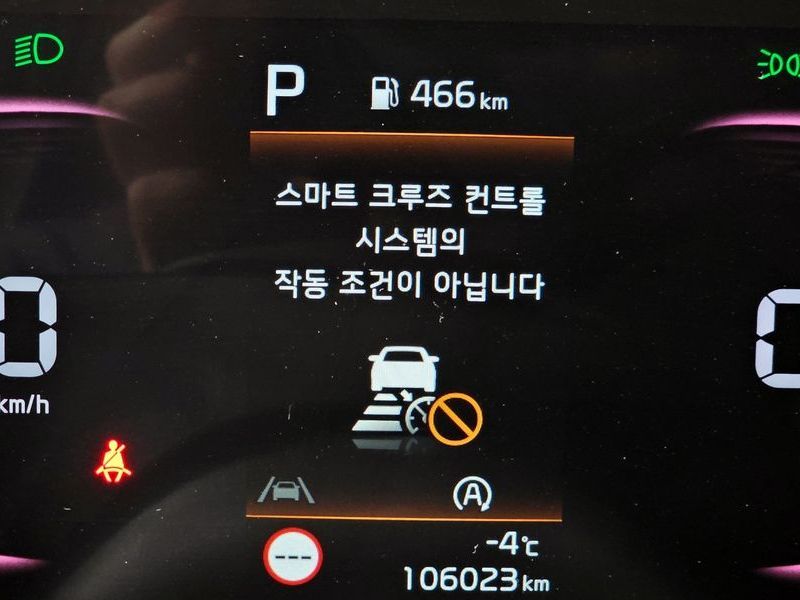 P 466km
스마트 크루즈 컨트롤
시스템의
작동 조건이 아닙니다
0
km/h
A
---
-4℃
106023km